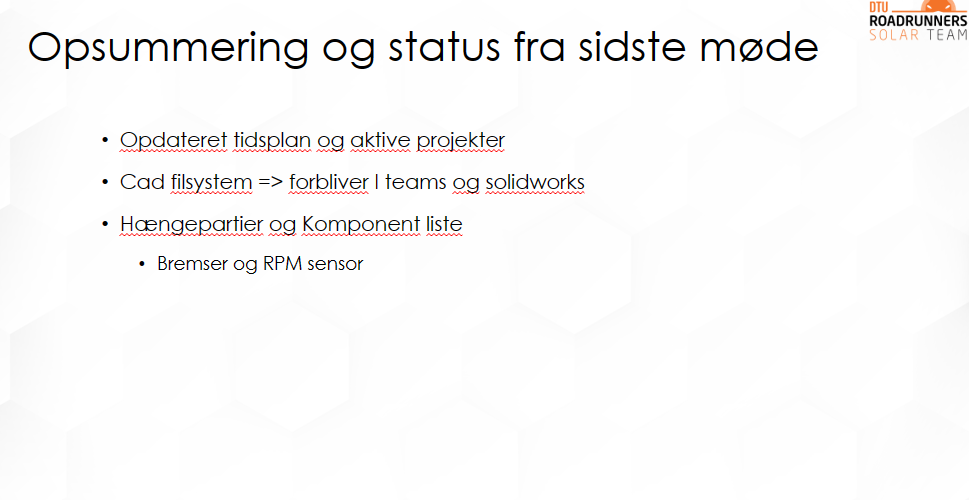 Opsummering og status fra sidste møde
DTU
ROADRUNNERS
SOLAR TEAM
• Opdateret tidsplan og aktive projekter
• Cad filsystem => forbliver I teams og solidworks
• Hængepartier og Komponent liste
• Bremser og RPM sensor